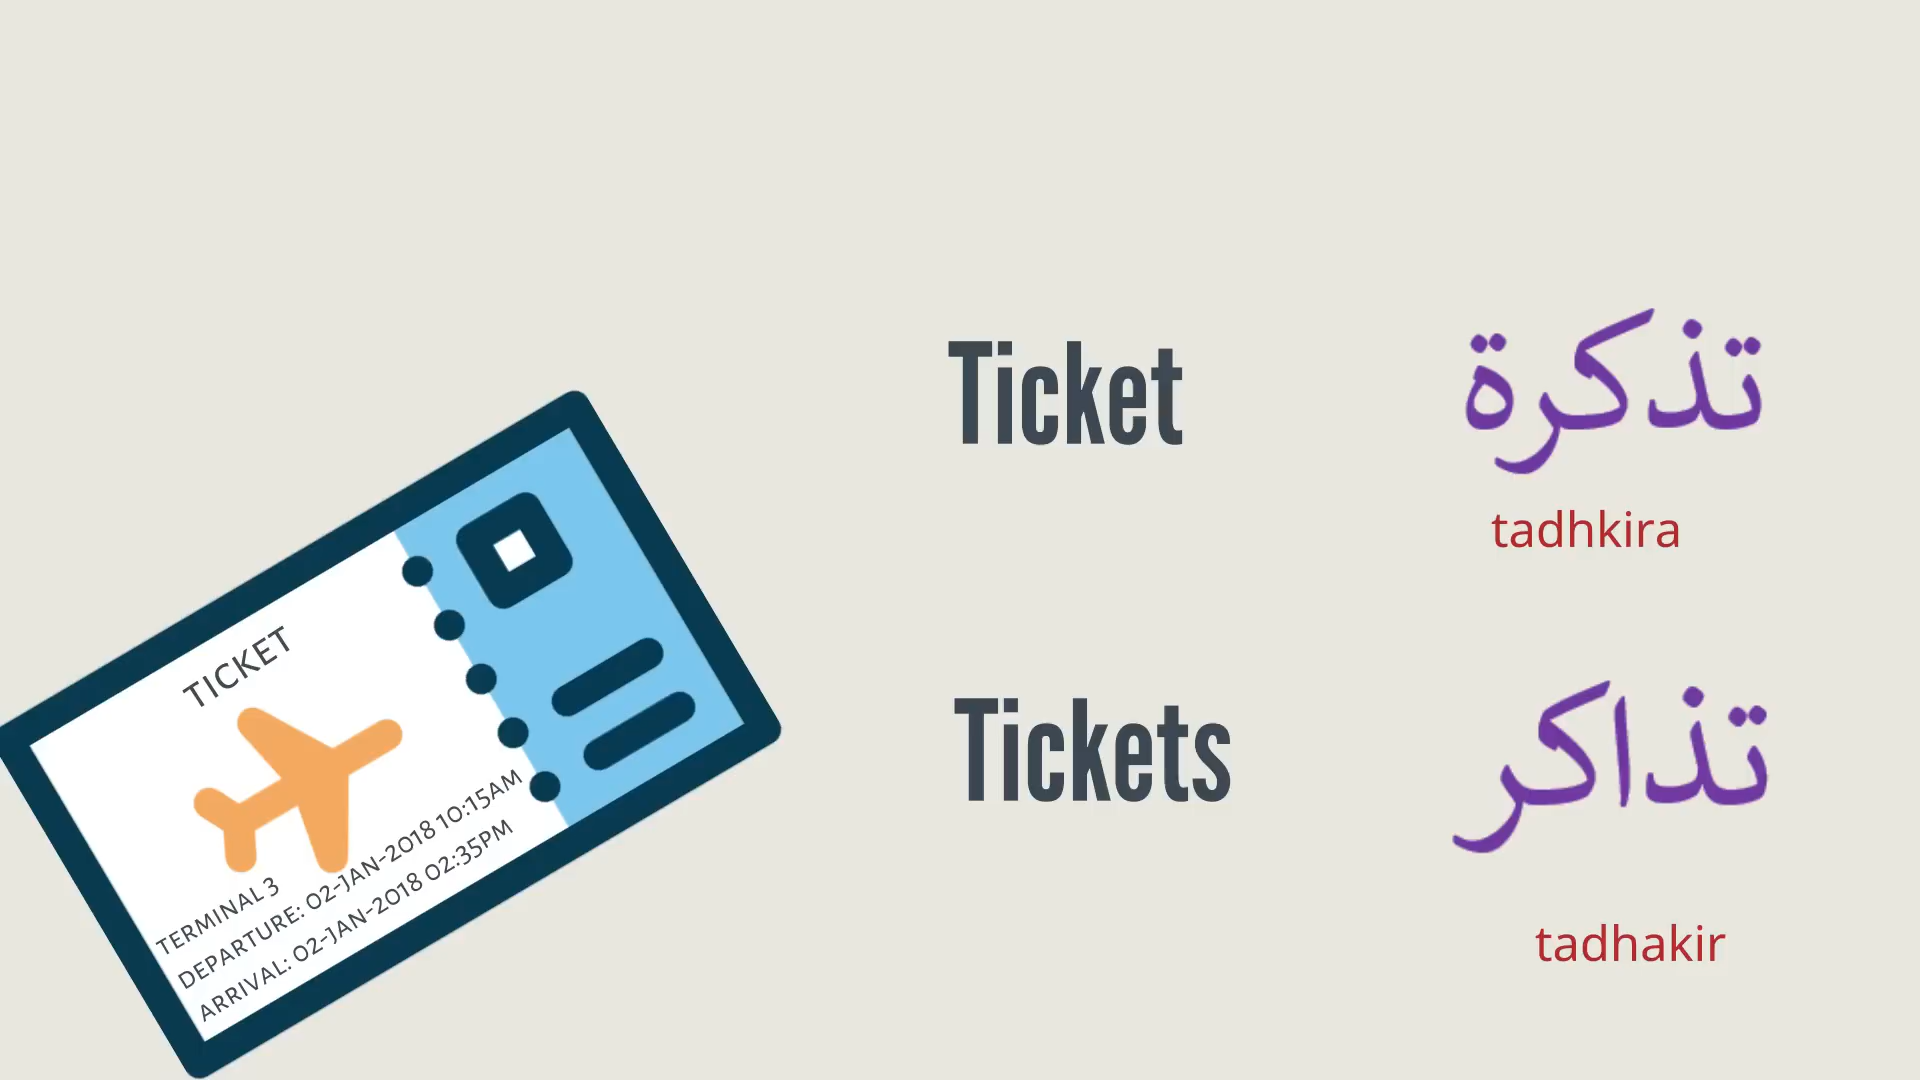 Ticket
تذكرة
tadhkira
Tickets
تذاكر
tadhakir
TICKET
TERMINAL 3
DEPARTURE: 02-JAN-2018 10:15AM
ARRIVAL: 02-JAN-2018 02:35PM